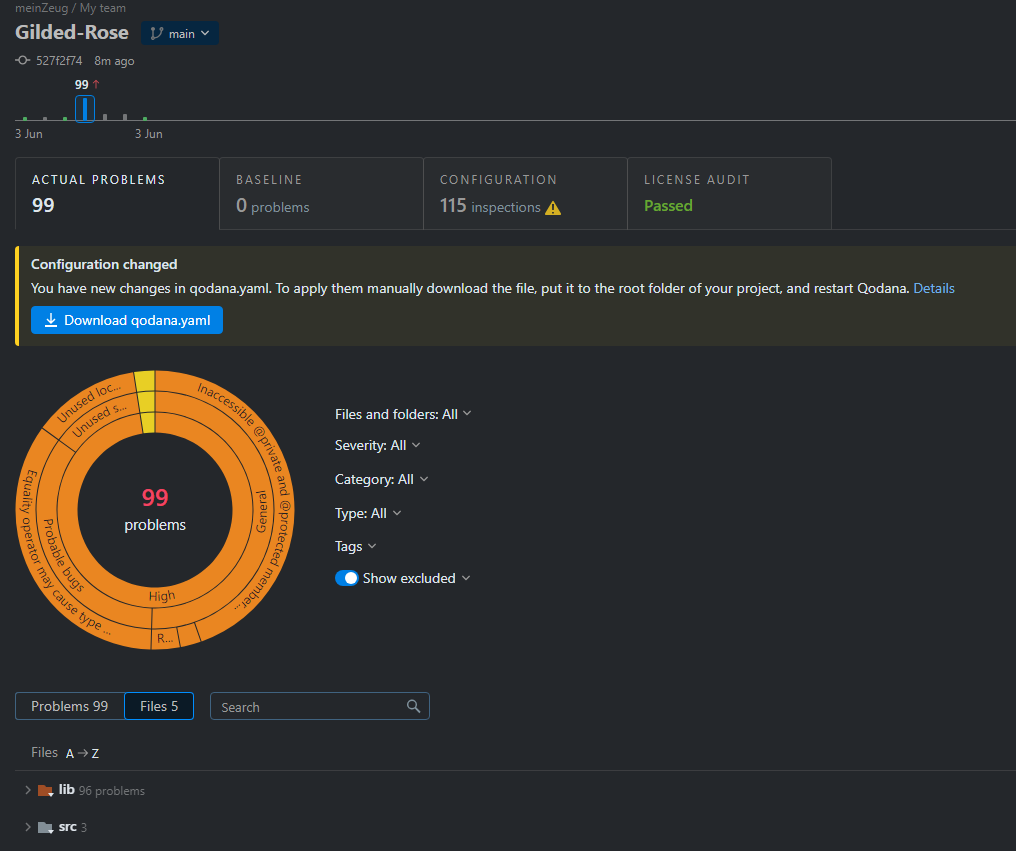 meinZeug / My team
Gilded-Rose main
527f2f74 8m ago
99 ↑
3 Jun 3 Jun
ACTUAL PROBLEMS
99
BASELINE
0 problems
CONFIGURATION
115 inspections
LICENSE AUDIT
Passed
Configuration changed
You have new changes in qodana.yaml. To apply them manually download the file, put it to the root folder of your project, and restart Qodana. Details
Download qodana.yaml
Unused loc...
Unused s...
Inaccessible @private and @protected member...
General
Equality operator may cause type ...
Probable bugs
High
R...
99
problems
Files and folders: All
Severity: All
Category: All
Type: All
Tags
Show excluded
Problems 99 Files 5 Search
Files A → Z
lib 96 problems
src 3